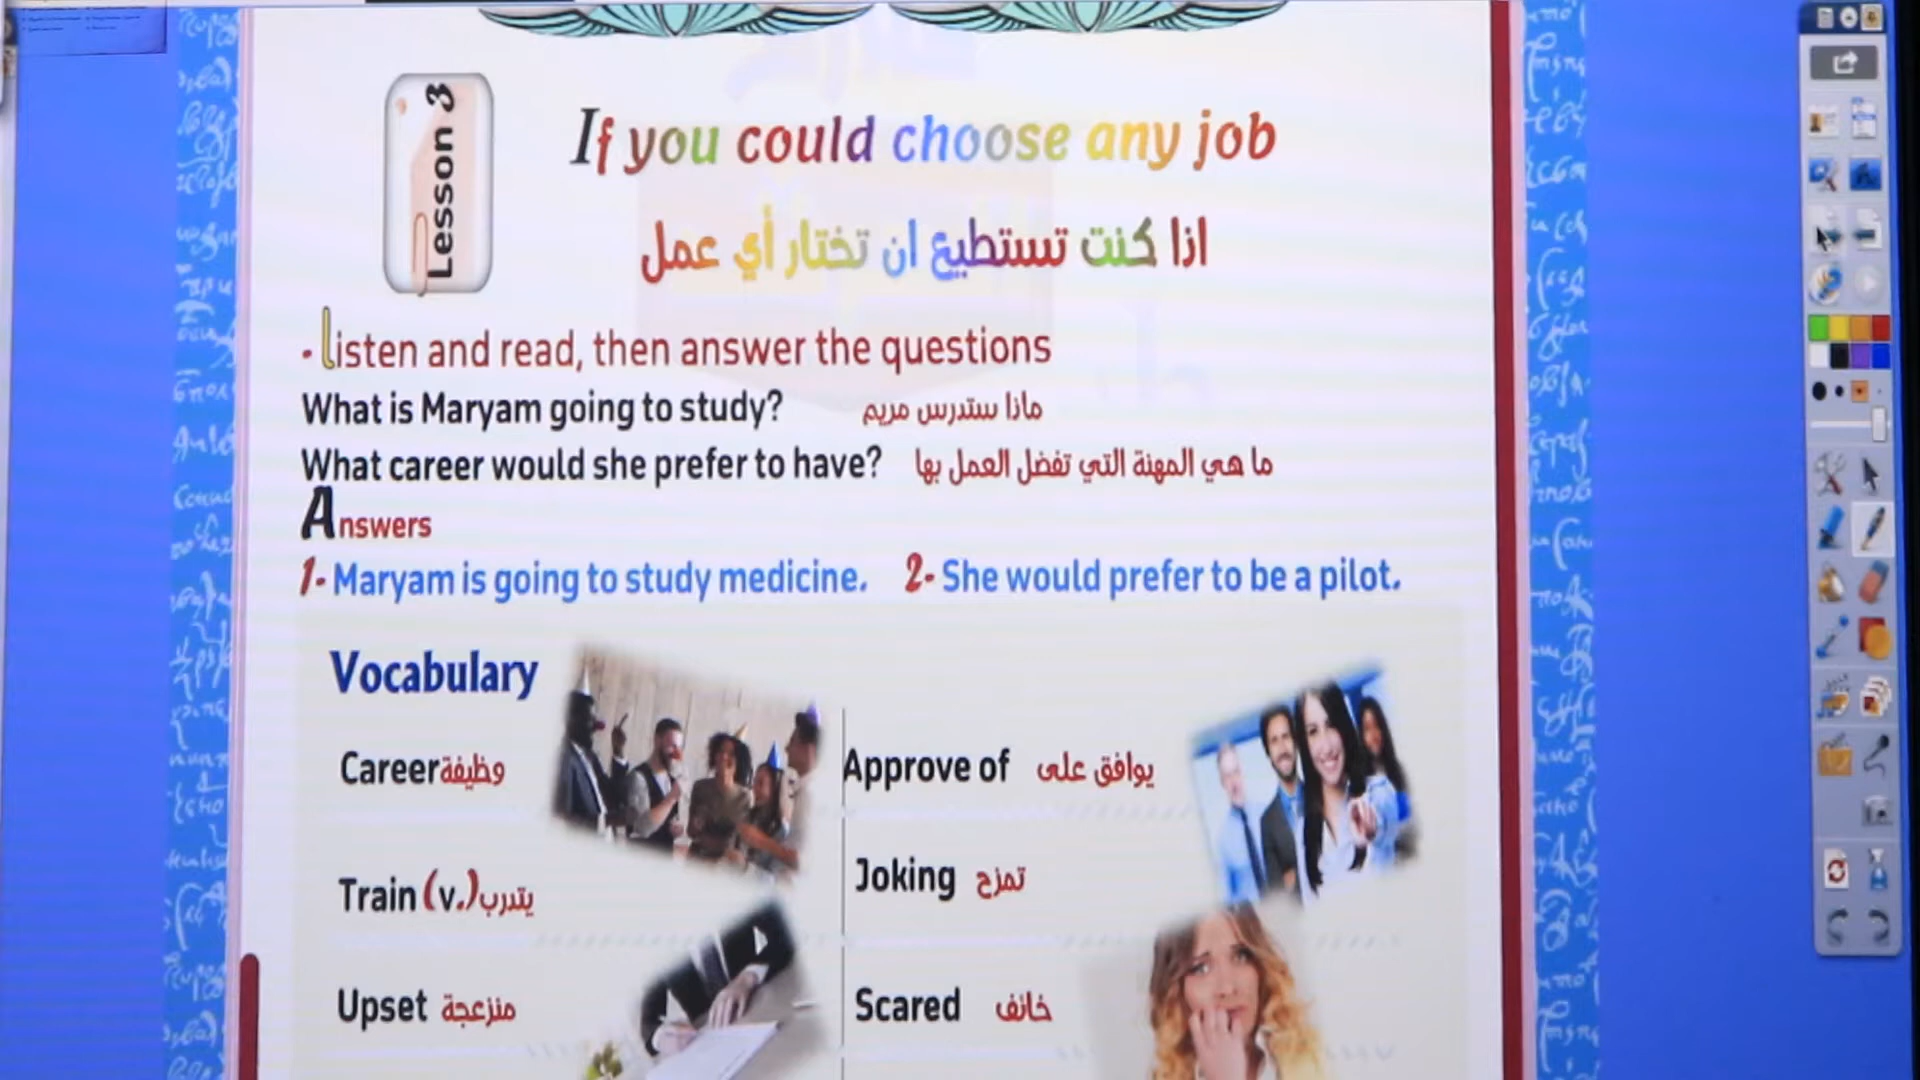 Lesson 3
If you could choose any job
اذا كنت تستطيع ان تختار أي عمل
- Listen and read, then answer the questions
What is Maryam going to study? ماذا ستدرس مريم
What career would she prefer to have? ما هي المهنة التي تفضل العمل بها
Answers
1- Maryam is going to study medicine. 2- She would prefer to be a pilot.
Vocabulary
Career وظيفة
Approve of يوافق على
Train (v.) يتدرب
Joking تمزح
Upset منزعجة
Scared خائف